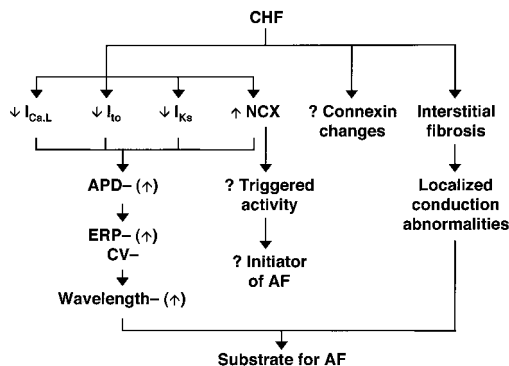 CHF
↓ ICa.L
↓ Ito
↓ IKs
↑ NCX
? Connexin
changes
Interstitial
fibrosis
APD– (↑)
? Triggered
activity
Localized
conduction
abnormalities
ERP– (↑)
CV–
? Initiator
of AF
Wavelength– (↑)
Substrate for AF